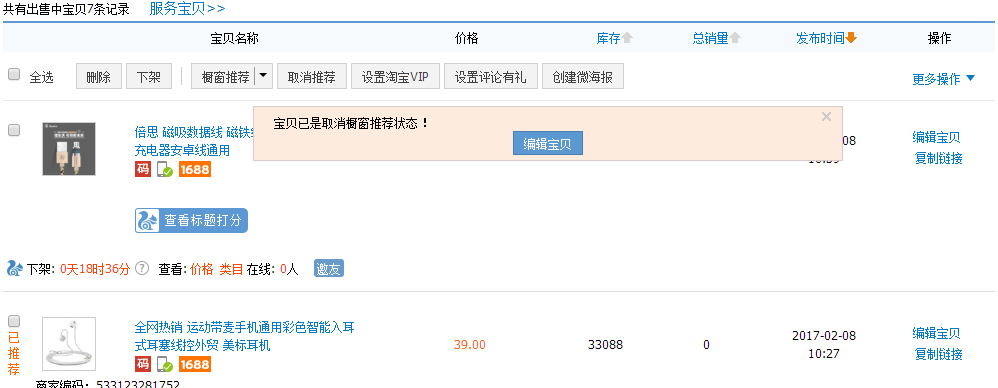 共有出售中宝贝7条记录 服务宝贝>>
宝贝名称 价格 库存 总销量 发布时间 操作
全选 删除 下架 橱窗推荐 取消推荐 设置淘宝VIP 设置评论有礼 创建微海报 更多操作
宝贝已是取消橱窗推荐状态！ ×
编辑宝贝
倍思 磁吸数据线 磁铁
充电器安卓线通用
码 1688
08
编辑宝贝
复制链接
查看标题打分
下架: 0天18时36分 ? 查看: 价格 类目 在线: 0人 邀友
已推荐
全网热销 运动带麦手机通用彩色智能入耳
式耳塞线控外贸 美标耳机
码 1688
39.00 33088 0
2017-02-08
10:27
编辑宝贝
复制链接
商家编码: 533123281752